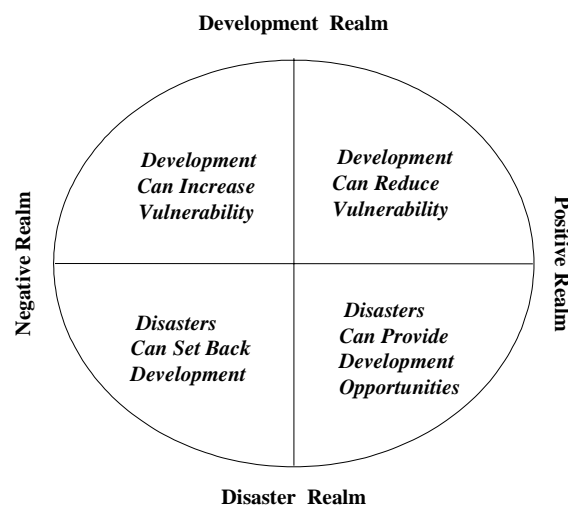 Development Realm
Development
Can Increase
Vulnerability
Development
Can Reduce
Vulnerability
Negative Realm
Positive Realm
Disasters
Can Set Back
Development
Disasters
Can Provide
Development
Opportunities
Disaster Realm